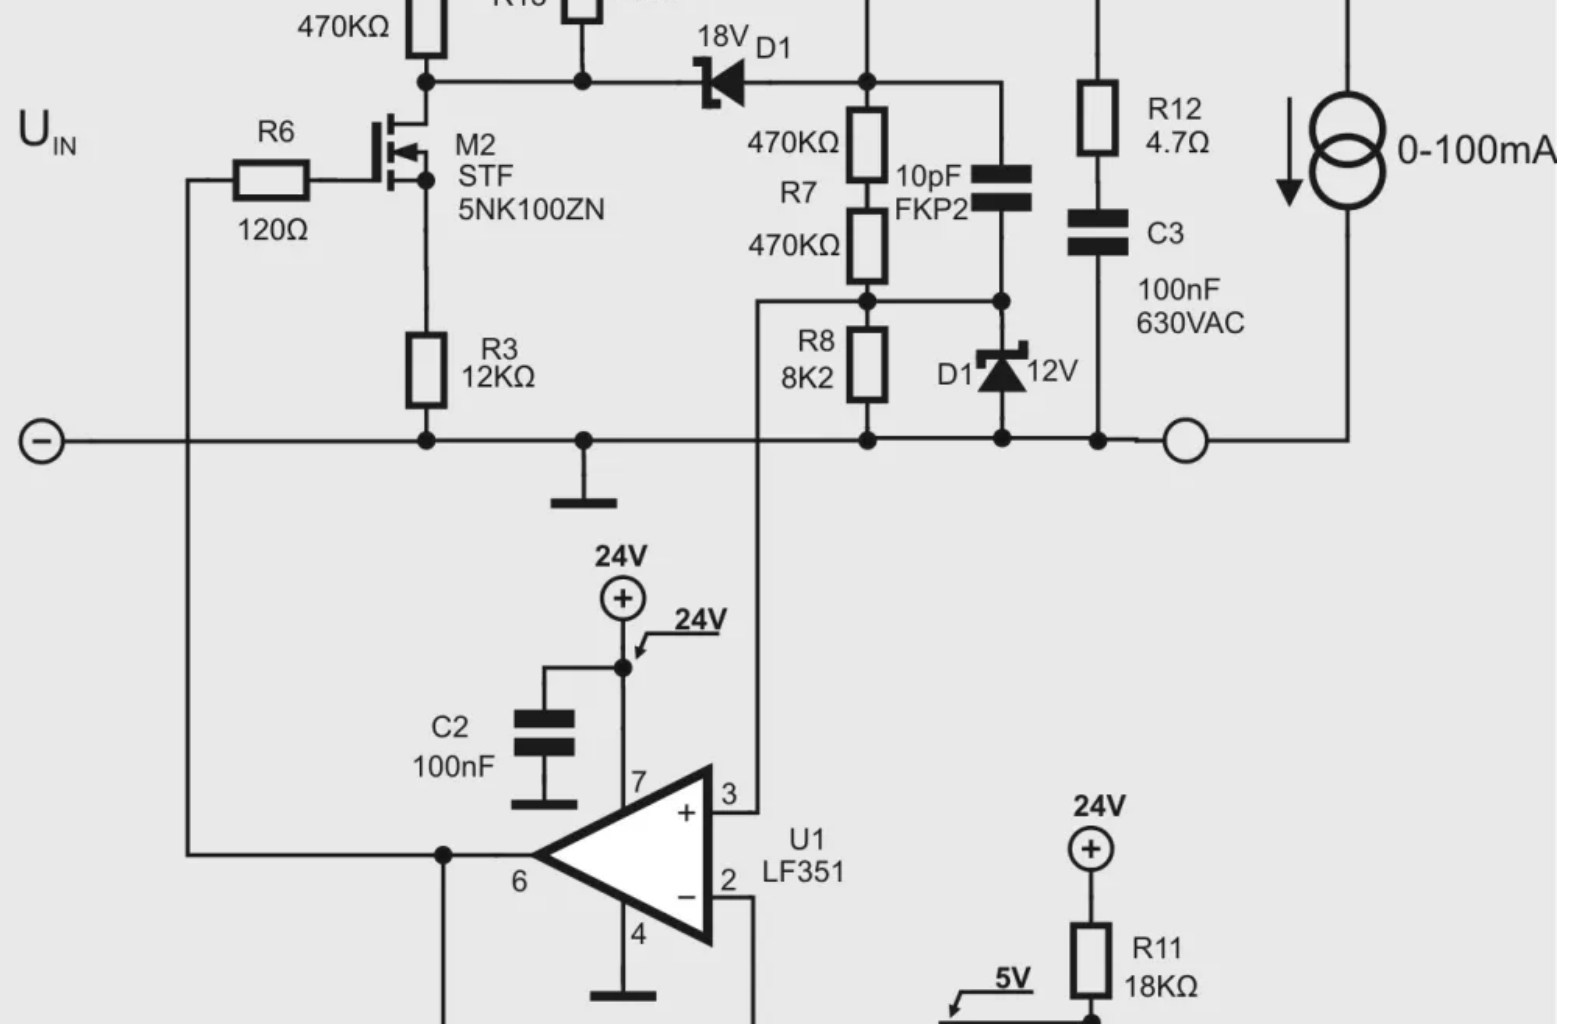 470KΩ
18V
D1
U
IN
R6
120Ω
M2
STF
5NK100ZN
470KΩ
R7
470KΩ
10pF
FKP2
R12
4.7Ω
C3
100nF
630VAC
0-100mA
R3
12KΩ
R8
8K2
D1
12V
−
24V
+
24V
C2
100nF
7
3
+
6
2
−
4
U1
LF351
24V
+
R11
18KΩ
5V